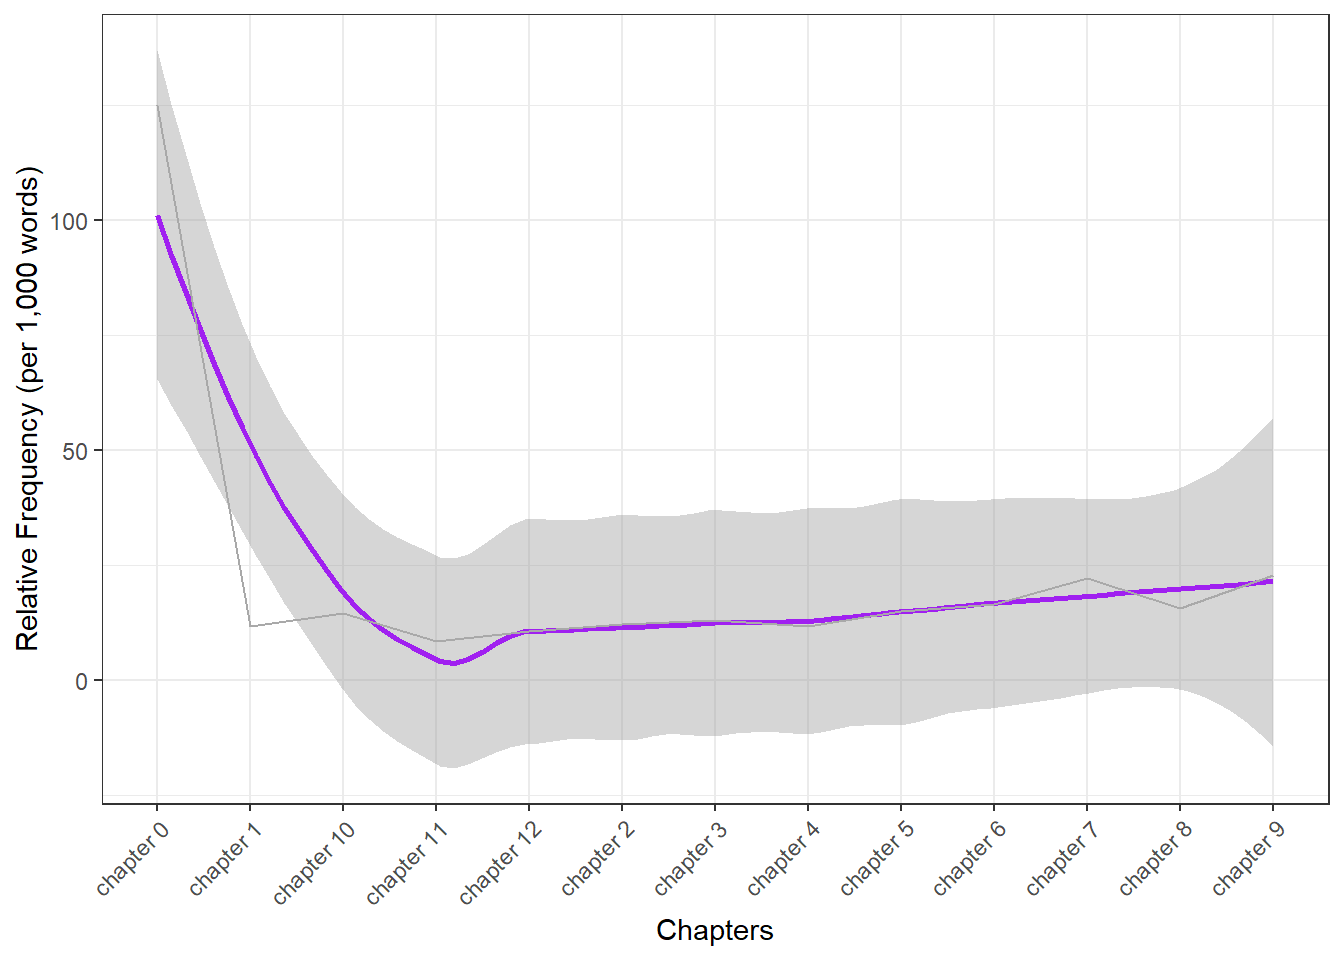 Relative Frequency (per 1,000 words)
100
50
0
chapter 0
chapter 1
chapter 10
chapter 11
chapter 12
chapter 2
chapter 3
chapter 4
chapter 5
chapter 6
chapter 7
chapter 8
chapter 9
Chapters